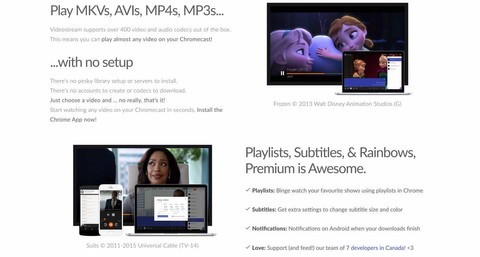 Play MKVs, AVIs, MP4s, MP3s...
Videostream supports over 400 video and audio codecs out of the box.
This means you can play almost any video on your Chromecast!
...with no setup
There's no pesky library setup or servers to install.
There's no accounts to create or codecs to download.
Just choose a video and ... no really, that's it!
Start watching any video on your Chromecast in seconds, Install the
Chrome App now!
Frozen © 2013 Walt Disney Animation Studios (G)
Suits © 2011-2015 Universal Cable (TV-14)
Playlists, Subtitles, & Rainbows,
Premium is Awesome.
✓ Playlists: Binge watch your favourite shows using playlists in Chrome
✓ Subtitles: Get extra settings to change subtitle size and color
✓ Notifications: Notifications on Android when your downloads finish
✓ Love: Support (and feed!) our team of 7 developers in Canada! <3